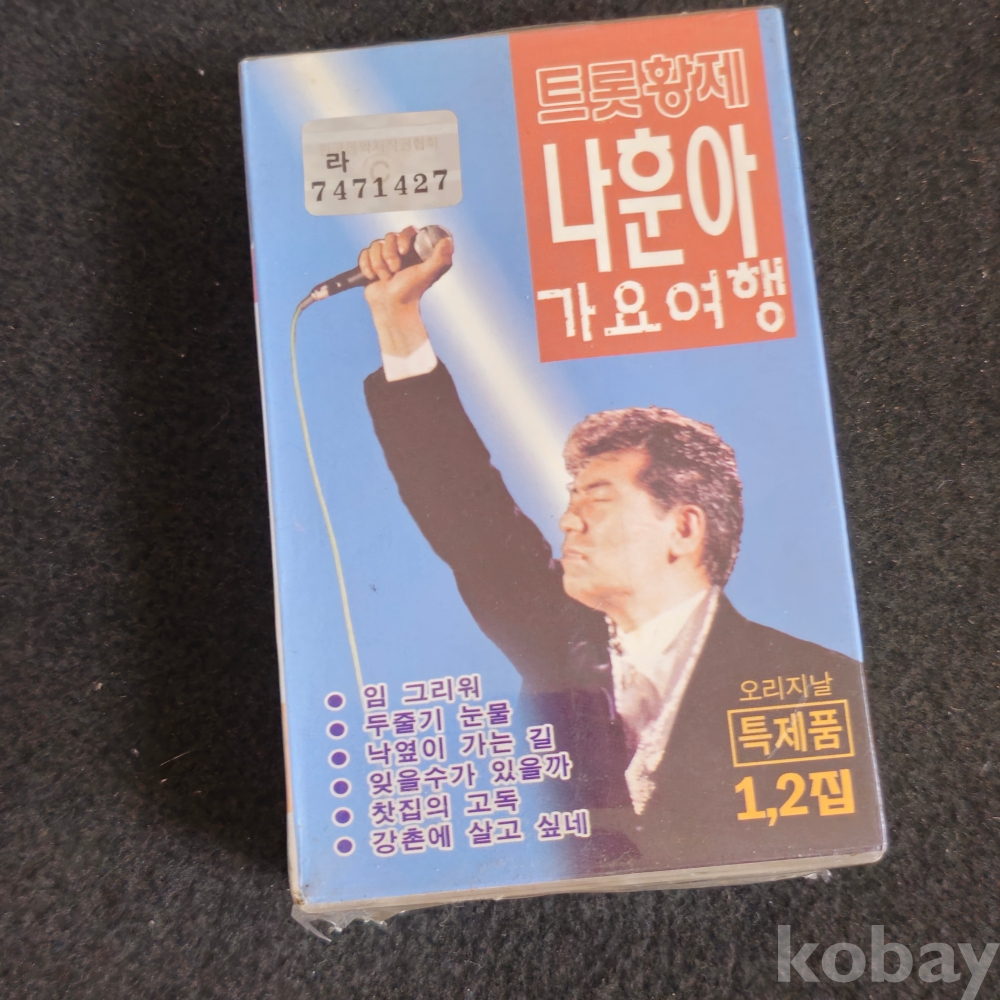 트롯황제
나훈아
가요여행
라
7471427
임 그리워
두줄기 눈물
낙옆이 가는 길
잊을수가 있을까
찻집의 고독
강촌에 살고 싶네
오리지날
특제품
1,2집
kobay